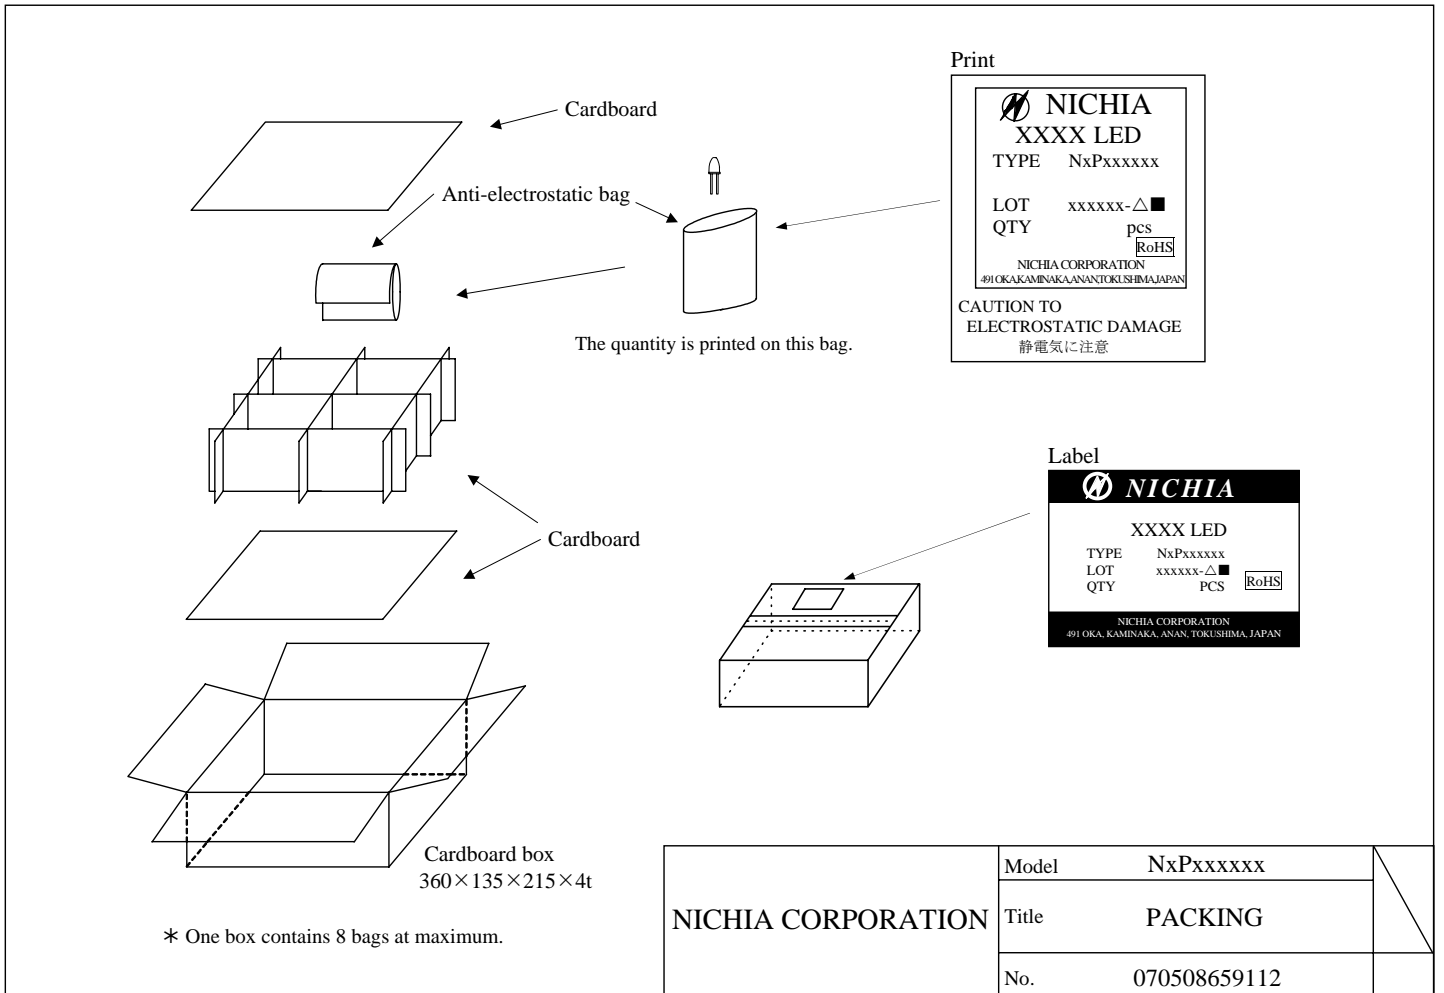 Print
NICHIA
XXXX LED
TYPE NxPxxxxxx
LOT xxxxxx-△■
QTY pcs
RoHS
NICHIA CORPORATION
491 OKA,KAMINAKA,ANAN,TOKUSHIMA,JAPAN
CAUTION TO
ELECTROSTATIC DAMAGE
静電気に注意
Cardboard
Anti-electrostatic bag
The quantity is printed on this bag.
Cardboard
Label
NICHIA
XXXX LED
TYPE NxPxxxxxx
LOT xxxxxx-△■
QTY PCS
RoHS
NICHIA CORPORATION
491 OKA, KAMINAKA, ANAN, TOKUSHIMA, JAPAN
Cardboard box
360×135×215×4t
* One box contains 8 bags at maximum.
NICHIA CORPORATION
Model NxPxxxxxx
Title PACKING
No. 070508659112